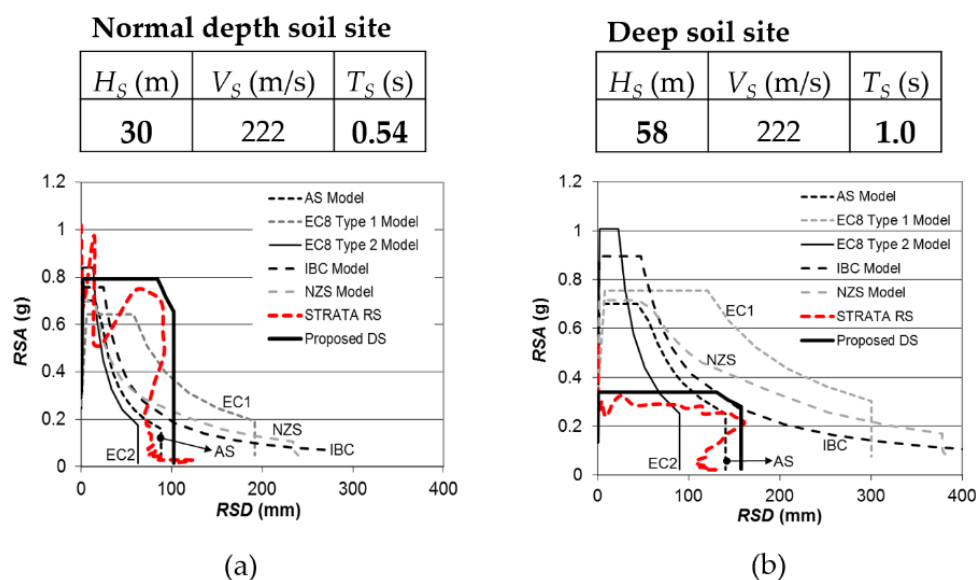 Normal depth soil site
H_S (m) V_S (m/s) T_S (s)
30 222 0.54
Deep soil site
H_S (m) V_S (m/s) T_S (s)
58 222 1.0
1.2
1
0.8
0.6
0.4
0.2
0
RSA (g)
AS Model
EC8 Type 1 Model
EC8 Type 2 Model
IBC Model
NZS Model
STRATA RS
Proposed DS
EC1
NZS
IBC
EC2
AS
0 100 200 300 400
RSD (mm)
(a)
1.2
1
0.8
0.6
0.4
0.2
0
RSA (g)
AS Model
EC8 Type 1 Model
EC8 Type 2 Model
IBC Model
NZS Model
STRATA RS
Proposed DS
EC1
NZS
IBC
EC2
AS
0 100 200 300 400
RSD (mm)
(b)